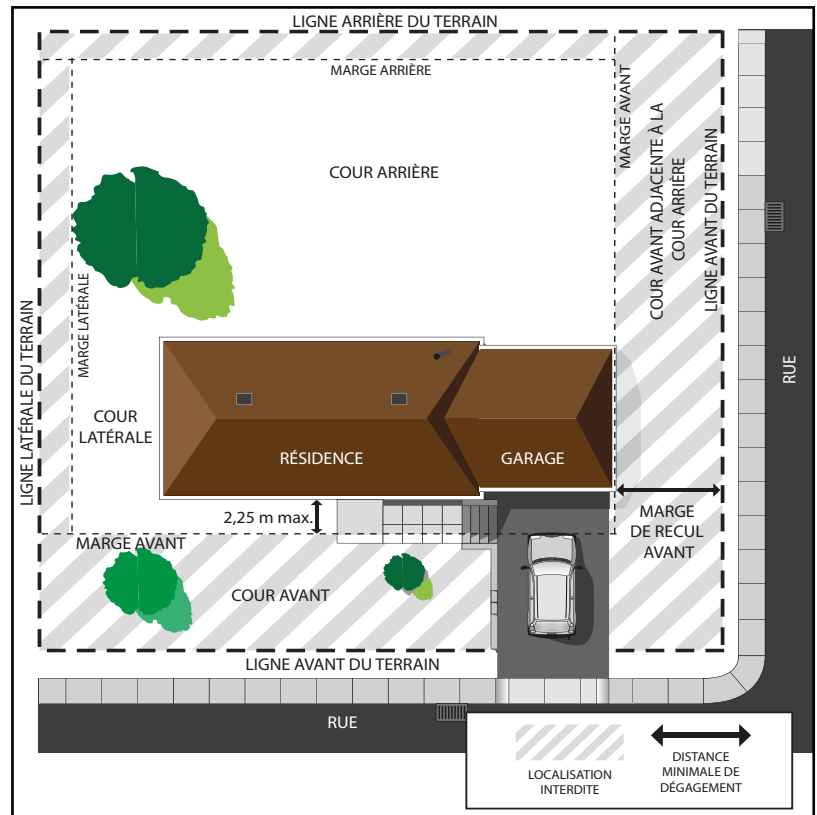 LIGNE ARRIÈRE DU TERRAIN
MARGE ARRIÈRE
MARGE AVANT
COUR AVANT ADJACENTE À LA
COUR ARRIÈRE
LIGNE AVANT DU TERRAIN
COUR ARRIÈRE
LIGNE LATÉRALE DU TERRAIN
MARGE LATÉRALE
RUE
COUR
LATÉRALE
RÉSIDENCE
GARAGE
2,25 m max.
MARGE
DE RECUL
AVANT
MARGE AVANT
COUR AVANT
LIGNE AVANT DU TERRAIN
RUE
LOCALISATION
INTERDITE
DISTANCE
MINIMALE DE
DÉGAGEMENT